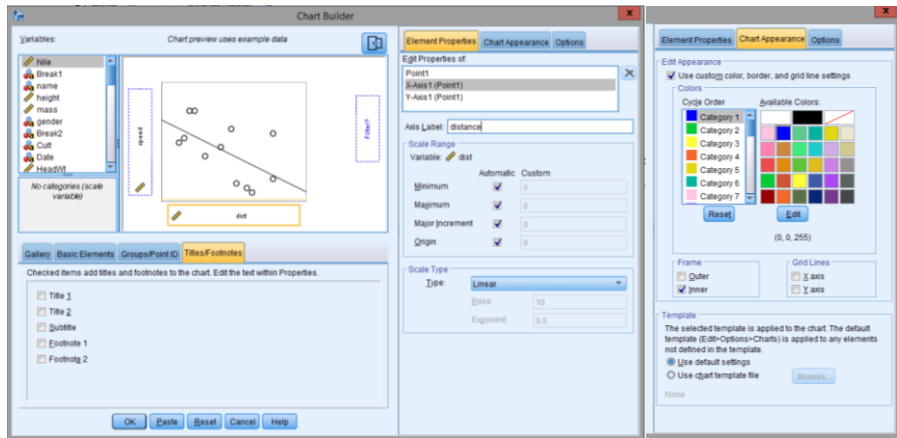 Chart Builder
Variables:
Chart preview uses example data
Nile
Break1
name
height
mass
gender
Break2
Cult
Date
HeadWt
No categories (scale
variable)
speed
Filter?
dist
Gallery Basic Elements Groups/Point ID Titles/Footnotes
Checked items add titles and footnotes to the chart. Edit the text within Properties.
Title 1
Title 2
Subtitle
Footnote 1
Footnote 2
OK Paste Reset Cancel Help
Element Properties Chart Appearance Options
Edit Properties of:
Point1
X-Axis1 (Point1)
Y-Axis1 (Point1)
Axis Label: distance
Scale Range
Variable: dist
Automatic Custom
Minimum 0
Maximum 0
Major Increment 0
Origin 0
Scale Type
Type: Linear
Base: 10
Exponent: 0.5
Element Properties Chart Appearance Options
Edit Appearance
Use custom color, border, and grid line settings
Colors
Cycle Order Available Colors:
Category 1
Category 2
Category 3
Category 4
Category 5
Category 6
Category 7
Reset Edit
(0, 0, 255)
Frame Grid Lines
Outer X axis
Inner Y axis
Template
The selected template is applied to the chart. The default
template (Edit>Options>Charts) is applied to any elements
not defined in the template.
Use default settings
Use chart template file Browse...
None